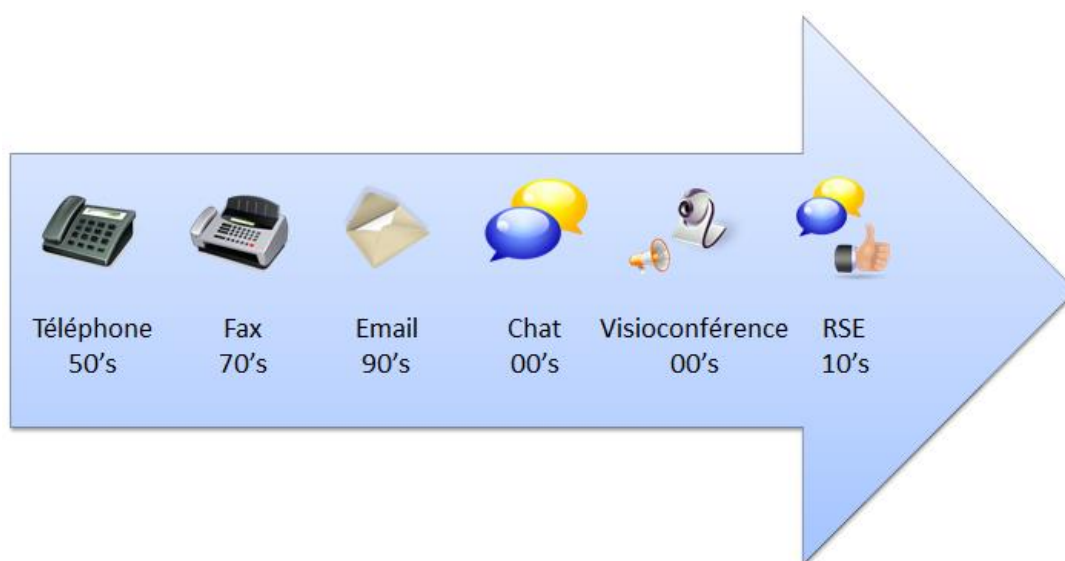 Téléphone
50's
Fax
70's
Email
90's
Chat
00's
Visioconférence
00's
RSE
10's